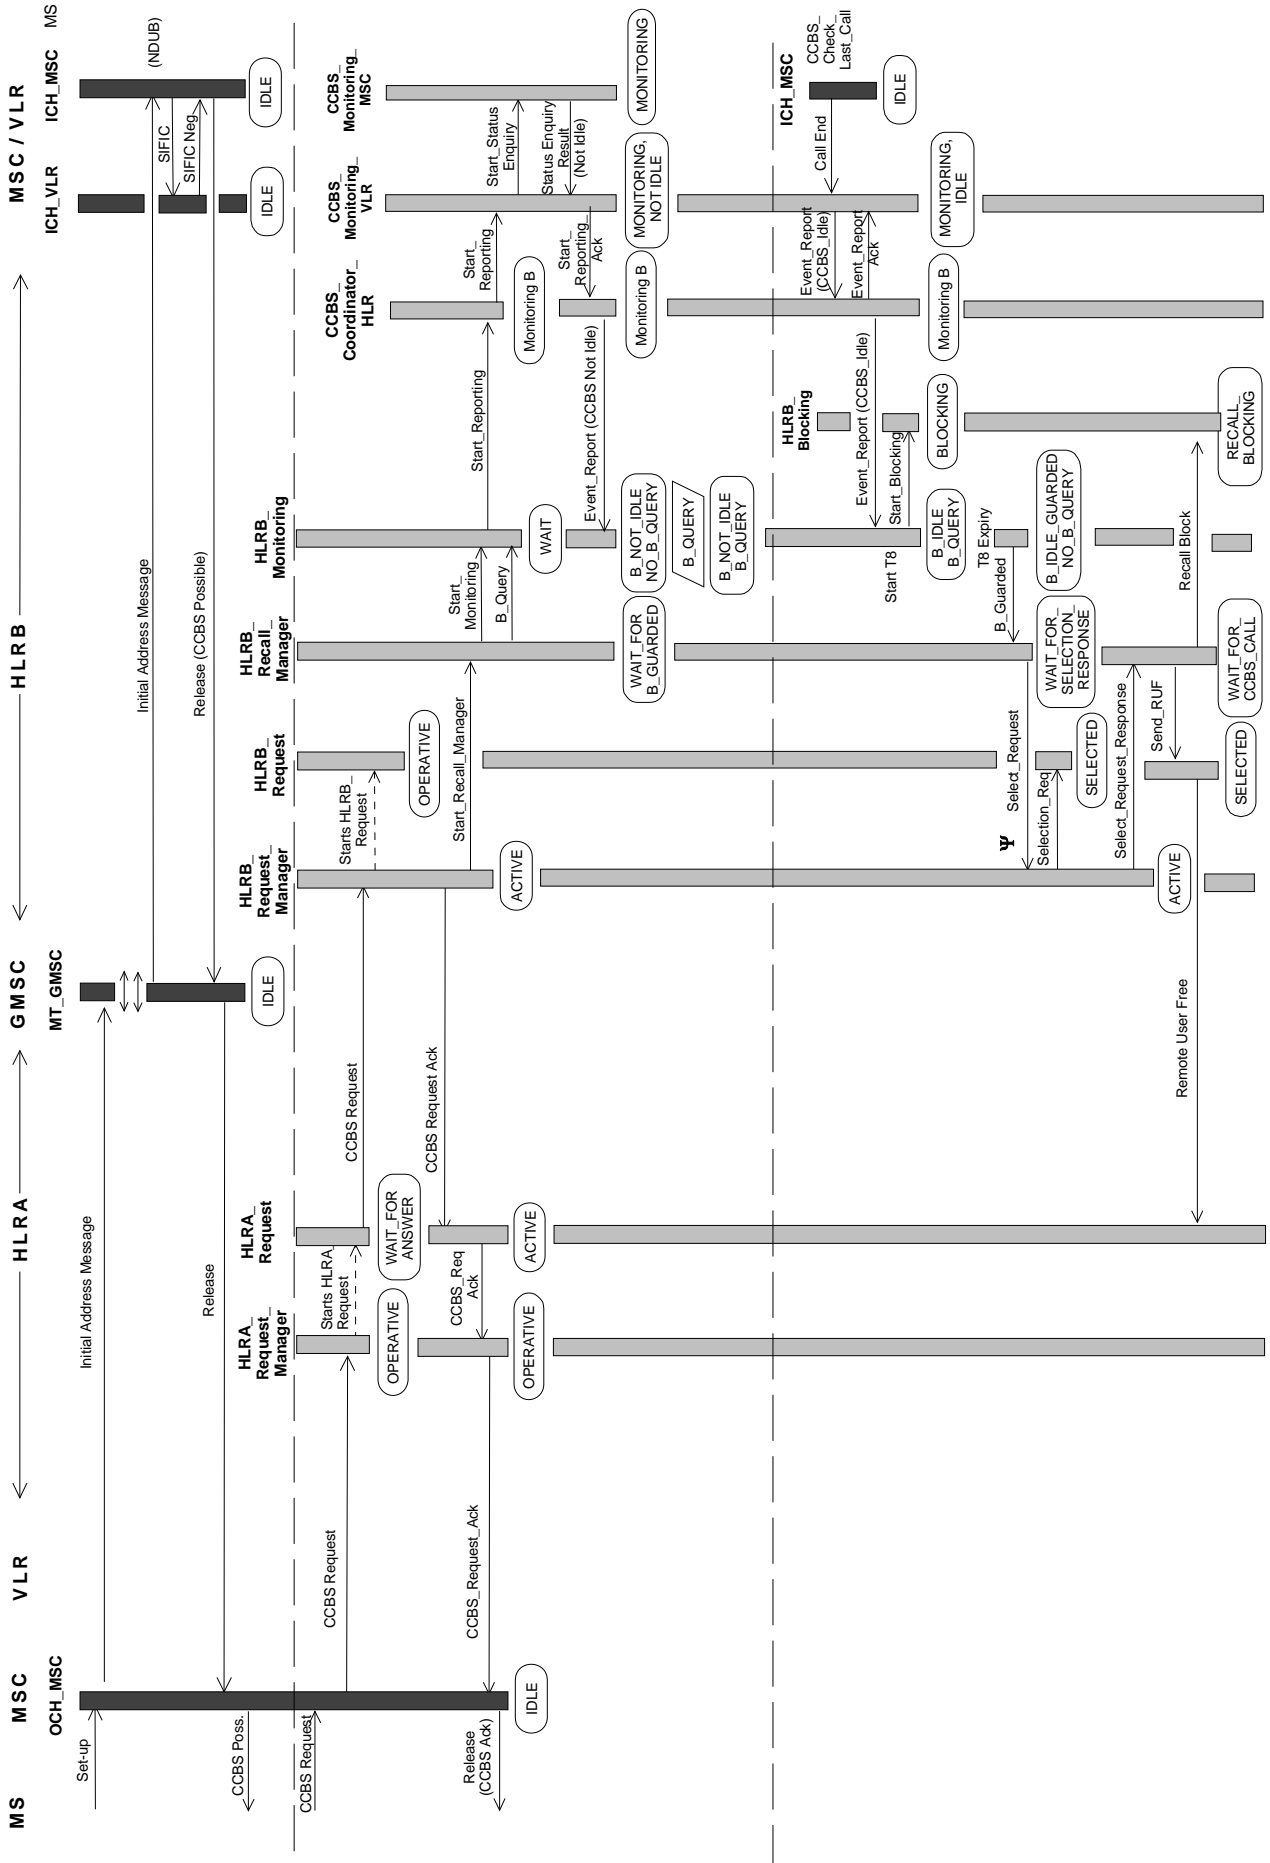 MS
MSC
VLR
HLRA
GMSC
HLRB
MSC / VLR
MS
OCH_MSC
MT_GMSC
ICH_VLR
ICH_MSC
Set-up
Initial Address Message
Initial Address Message
(NDUB)
SIFIC
SIFIC Neg.
Release (CCBS Possible)
Release
CCBS Poss.
IDLE
IDLE
IDLE
HLRA_
Request_
Manager
HLRA_
Request
HLRB_
Request_
Manager
HLRB_
Request
HLRB_
Recall_
Manager
HLRB_
Monitoring
CCBS_
Coordinator_
HLR
CCBS_
Monitoring_
VLR
CCBS_
Monitoring_
MSC
CCBS Request
CCBS Request
Starts HLRA_
Request
CCBS Request
Starts HLRB_
Request
OPERATIVE
WAIT_FOR
ANSWER
OPERATIVE
CCBS Request Ack
Start_Recall_Manager
CCBS_Req
Ack
Start_
Monitoring
Start_Reporting
Start_
Reporting
CCBS_Request_Ack
Release
(CCBS Ack)
B_Query
Start_Status
Enquiry
IDLE
OPERATIVE
ACTIVE
ACTIVE
WAIT
Monitoring B
Status Enquiry
Result
(Not Idle)
Start_
Reporting_
Ack
Event_Report (CCBS Not Idle)
WAIT_FOR
B_GUARDED
B_NOT_IDLE
NO_B_QUERY
Monitoring B
MONITORING,
NOT IDLE
MONITORING
B_QUERY
B_NOT_IDLE
B_QUERY
HLRB_
Blocking
ICH_MSC
CCBS_
Check_
Last_Call
Call End
IDLE
Event_Report
(CCBS_Idle)
Event_Report
Ack
Event_Report (CCBS_Idle)
Start T8
Start_Blocking
B_IDLE
B_QUERY
BLOCKING
Monitoring B
MONITORING,
IDLE
T8 Expiry
B_Guarded
Select_Request
Ψ
Selection_Req
WAIT_FOR_
SELECTION_
RESPONSE
B_IDLE_GUARDED
NO_B_QUERY
SELECTED
Select_Request_Response
Send_RUF
ACTIVE
Remote User Free
Recall Block
SELECTED
WAIT_FOR_
CCBS_CALL
RECALL_
BLOCKING